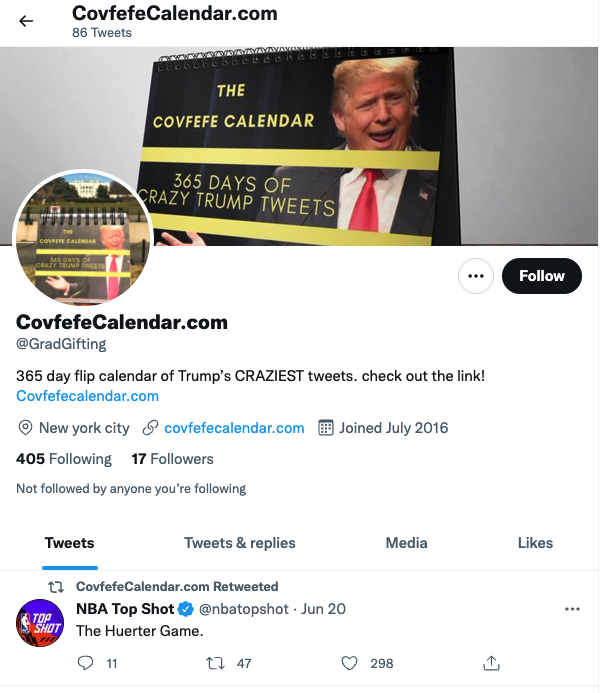 CovfefeCalendar.com
86 Tweets
THE
COVFEFE CALENDAR
365 DAYS OF
CRAZY TRUMP TWEETS
THE
COVFEFE CALENDAR
365 DAYS OF
CRAZY TRUMP TWEETS
Follow
CovfefeCalendar.com
@GradGifting
365 day flip calendar of Trump’s CRAZIEST tweets. check out the link!
Covfefecalendar.com
New york city covfefecalendar.com Joined July 2016
405 Following 17 Followers
Not followed by anyone you’re following
Tweets Tweets & replies Media Likes
CovfefeCalendar.com Retweeted
NBA Top Shot @nbatopshot · Jun 20
TOP
SHOT
The Huerter Game.
11 47 298